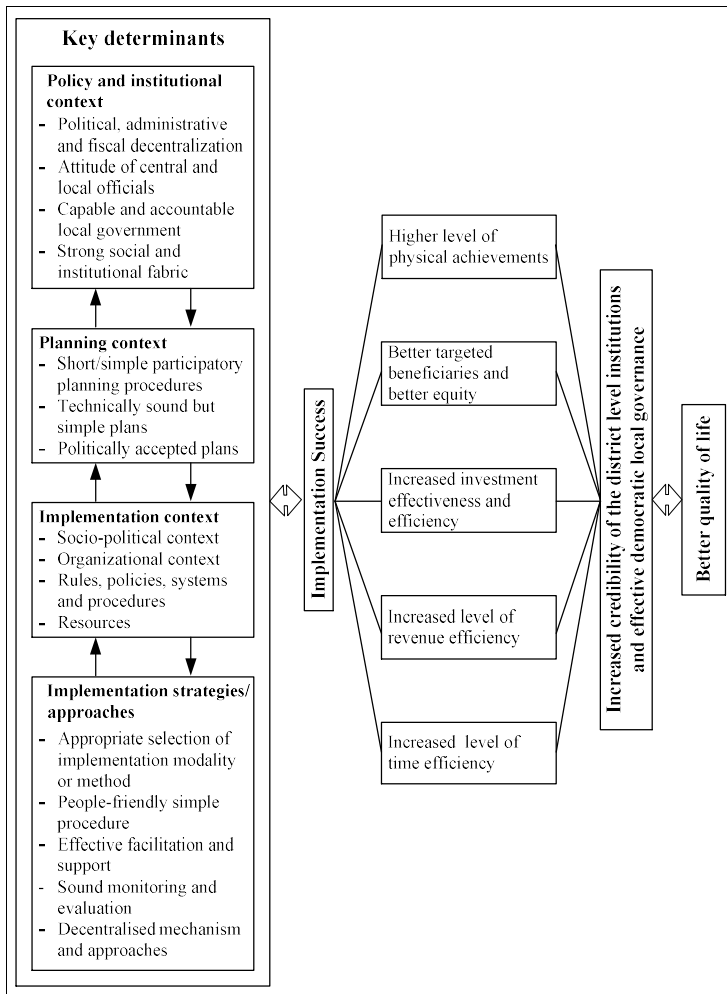 Key determinants
Policy and institutional
context
- Political, administrative
and fiscal decentralization
- Attitude of central and
local officials
- Capable and accountable
local government
- Strong social and
institutional fabric
Planning context
- Short/simple participatory
planning procedures
- Technically sound but
simple plans
- Politically accepted plans
Implementation context
- Socio-political context
- Organizational context
- Rules, policies, systems
and procedures
- Resources
Implementation strategies/
approaches
- Appropriate selection of
implementation modality
or method
- People-friendly simple
procedure
- Effective facilitation and
support
- Sound monitoring and
evaluation
- Decentralised mechanism
and approaches
Implementation Success
Higher level of
physical achievements
Better targeted
beneficiaries and
better equity
Increased investment
effectiveness and
efficiency
Increased level of
revenue efficiency
Increased level of
time efficiency
Increased credibility of the district level institutions
and effective democratic local governance
Better quality of life